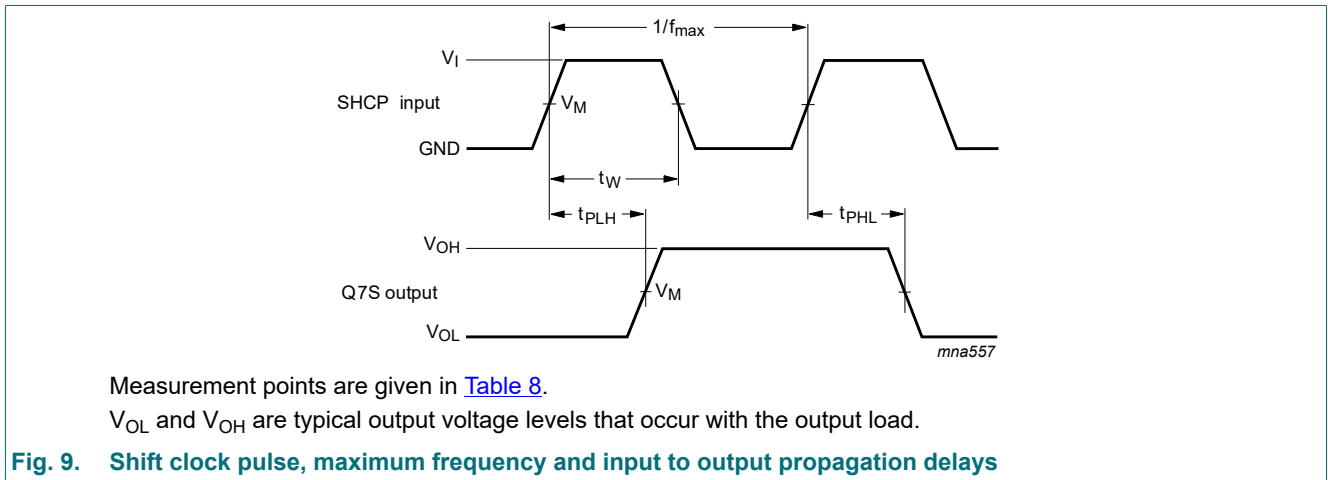 1/fmax
VI
SHCP input
VM
GND
tW
tPLH
tPHL
VOH
Q7S output
VM
VOL
mna557
Measurement points are given in Table 8.
VOL and VOH are typical output voltage levels that occur with the output load.
Fig. 9. Shift clock pulse, maximum frequency and input to output propagation delays